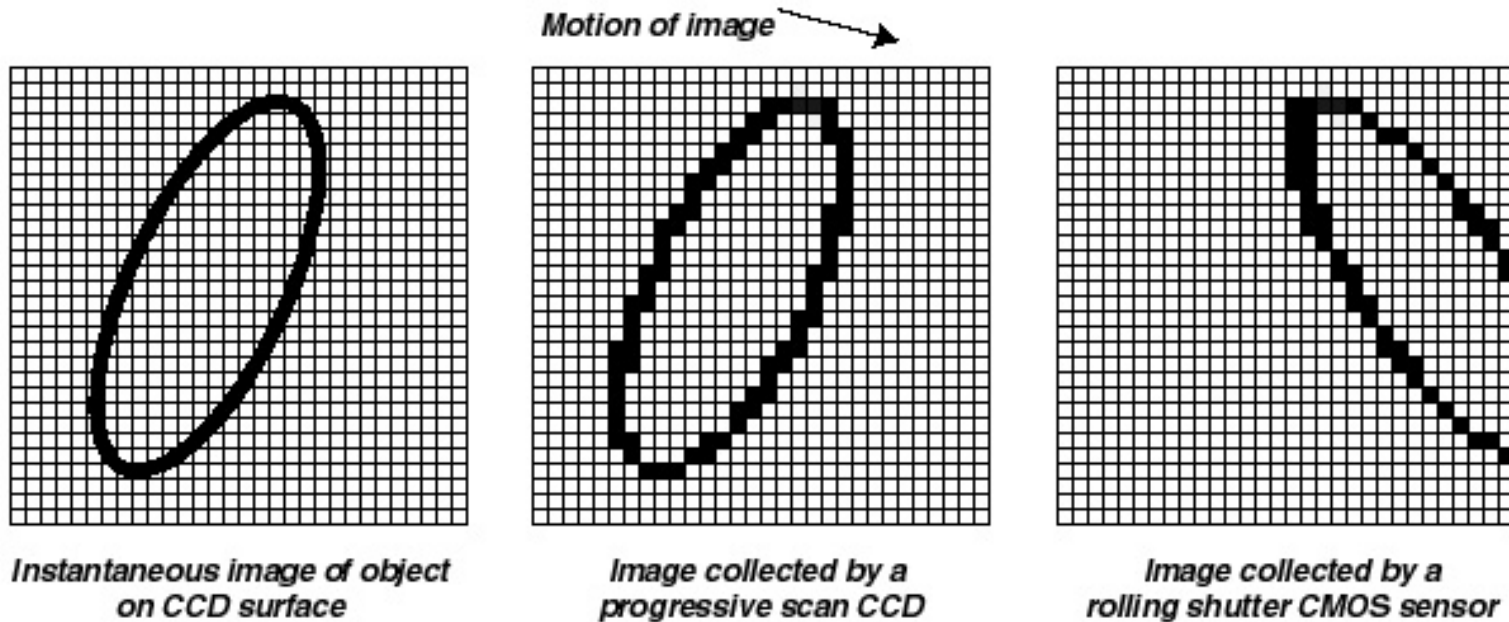 Motion of image
Instantaneous image of object
on CCD surface
Image collected by a
progressive scan CCD
Image collected by a
rolling shutter CMOS sensor